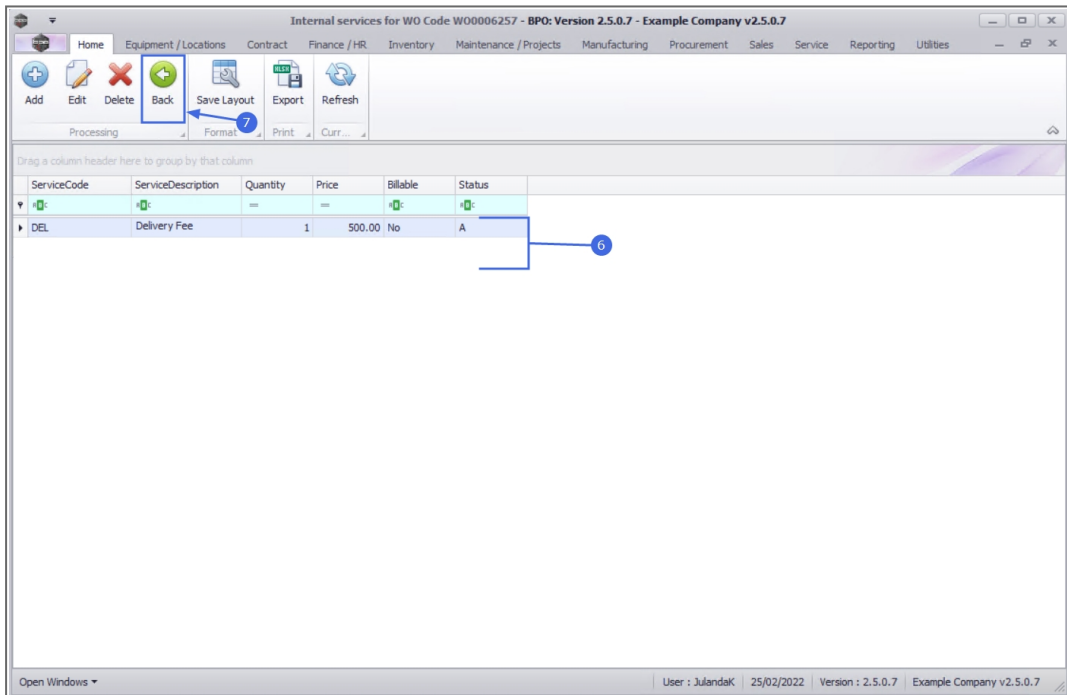 Internal services for WO Code WO0006257 - BPO: Version 2.5.0.7 - Example Company v2.5.0.7
Home Equipment / Locations Contract Finance / HR Inventory Maintenance / Projects Manufacturing Procurement Sales Service Reporting Utilities
XLSX
Add Edit Delete Back Save Layout Export Refresh
7
Processing Format Print Curr...
Drag a column header here to group by that column
ServiceCode ServiceDescription Quantity Price Billable Status
= =
DEL Delivery Fee 1 500.00 No A
6
Open Windows User : JulandaK 25/02/2022 Version : 2.5.0.7 Example Company v2.5.0.7